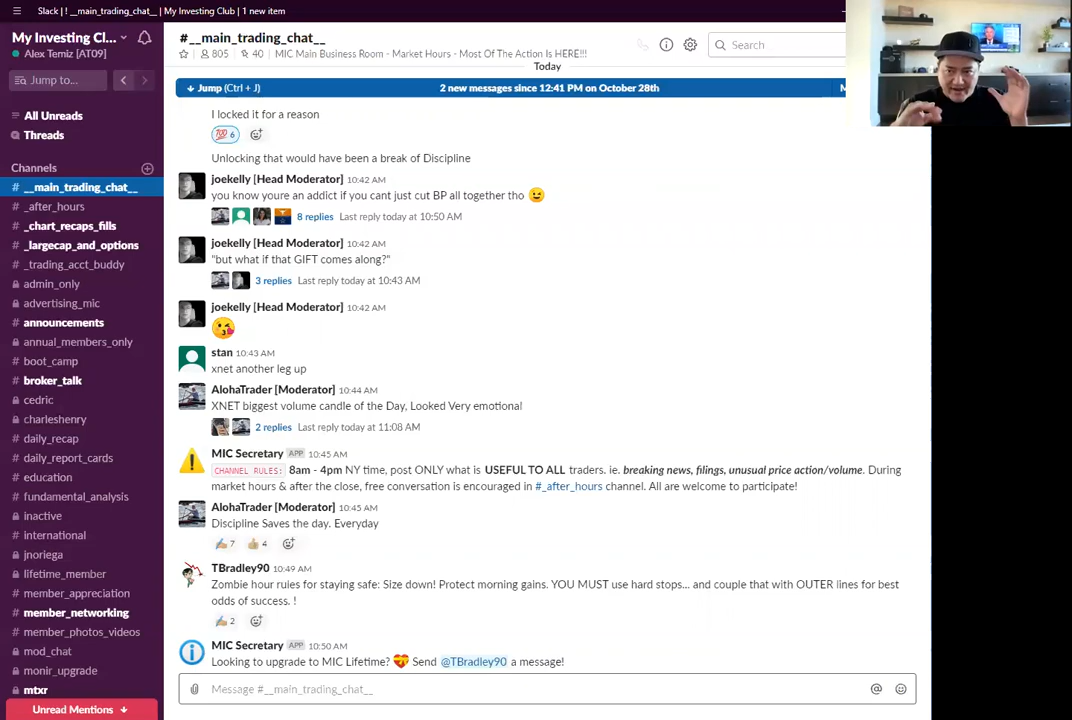 Slack | ! __main_trading_chat__ | My Investing Club | 1 new item
My Investing Cl...
Alex Temiz [AT09]
Jump to...
All Unreads
Threads
Channels
# __main_trading_chat__
# _after_hours
# _chart_recaps_fills
# _largecap_and_options
# _trading_acct_buddy
admin_only
advertising_mic
# announcements
annual_members_only
# boot_camp
# broker_talk
# cedric
# charleshenry
# daily_recap
# daily_report_cards
# education
# fundamental_analysis
inactive
# international
jnoriega
lifetime_member
# member_appreciation
# member_networking
# member_photos_videos
mod_chat
monir_upgrade
# mtxr
Unread Mentions
#__main_trading_chat__
805
40
MIC Main Business Room - Market Hours - Most Of The Action Is HERE!!!
Search
Today
Jump (Ctrl + J)
2 new messages since 12:41 PM on October 28th
M
I locked it for a reason
💯 6
Unlocking that would have been a break of Discipline
joekelly [Head Moderator] 10:42 AM
you know youre an addict if you cant just cut BP all together tho 😉
8 replies Last reply today at 10:50 AM
joekelly [Head Moderator] 10:42 AM
"but what if that GIFT comes along?"
3 replies Last reply today at 10:43 AM
joekelly [Head Moderator] 10:42 AM
😘
stan 10:43 AM
xnet another leg up
AlohaTrader [Moderator] 10:44 AM
XNET biggest volume candle of the Day, Looked Very emotional
2 replies Last reply today at 11:08 AM
MIC Secretary APP 10:45 AM
CHANNEL RULES: 8am - 4pm NY time, post ONLY what is USEFUL TO ALL traders. ie. breaking news, filings, unusual price action/volume. During
market hours & after the close, free conversation is encouraged in #_after_hours channel. All are welcome to participate!
AlohaTrader [Moderator] 10:45 AM
Discipline Saves the day. Everyday
7 4
TBradley90 10:49 AM
Zombie hour rules for staying safe: Size down! Protect morning gains. YOU MUST use hard stops... and couple that with OUTER lines for best
odds of success. !
2
MIC Secretary APP 10:50 AM
Looking to upgrade to MIC Lifetime? 💝 Send @TBradley90 a message!
Message #__main_trading_chat__